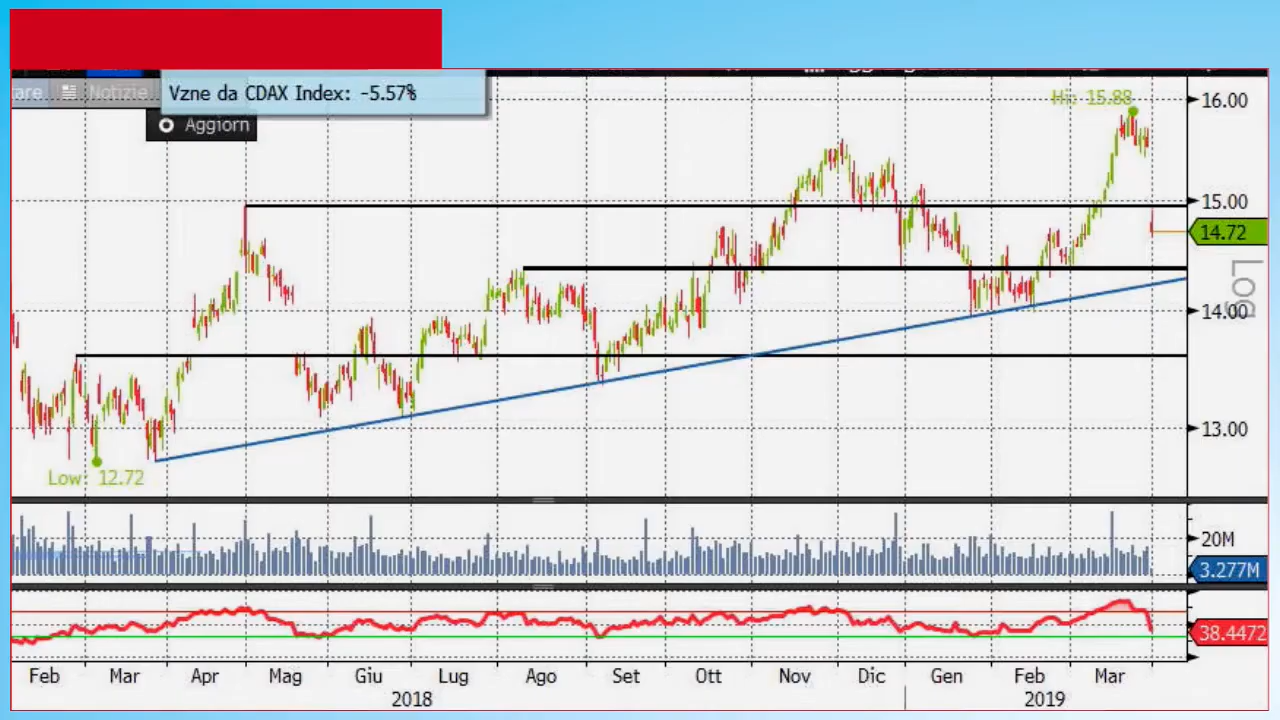 are Notizie
Vzne da CDAX Index: -5.57%
Aggiorn
Hi: 15.88
16.00
15.00
14.72
LOG
14.00
13.00
Low: 12.72
20M
3.277M
38.4472
Feb Mar Apr Mag Giu Lug Ago Set Ott Nov Dic Gen Feb Mar
2018 2019